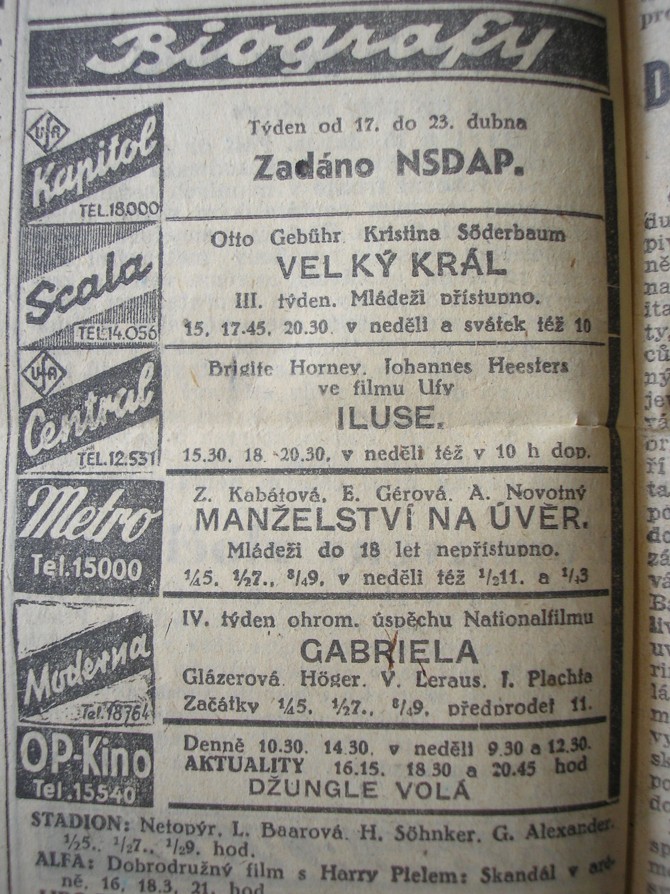 Biografy
UfA
Kapitol
TEL.18.000
Týden od 17. do 23. dubna
Zadáno NSDAP.
Scala
TEL.14.056
Otto Gebühr Kristina Söderbaum
VELKÝ KRÁL
III. týden. Mládeži přístupno.
15, 17.45, 20.30. v neděli a svátek též 10
UfA
Central
TEL.12.531
Brigite Horney, Johannes Heesters
ve filmu Ufy
ILUSE.
15.30, 18. 20.30, v neděli též v 10 h dop.
Metro
Tel.15000
Z. Kabátová, E. Gérová, A. Novotný
MANŽELSTVÍ NA ÚVĚR.
Mládeži do 18 let nepřístupno.
¼5, ½7., ¾9, v neděli též ½11. a ¼3
Moderna
Tel.18764
IV. týden ohrom. úspěchu Nationalfilmu
GABRIELA
Glázerová, Höger, V. Leraus, J. Plachta
Začátky ¼5, ½7., ¾9, předprodej 11.
OP-Kino
Tel.15540
Denně 10.30. 14.30. v neděli 9.30 a 12.30.
AKTUALITY 16.15. 18 30 a 20.45 hod
DŽUNGLE VOLÁ
STADION: Netopýr, L. Baarová, H. Söhnker, G. Alexander.
½5., ½7., ½9, hod.
ALFA: Dobrodružný film s Harry Pielem: Skandál v aré-
ně. 16, 18.3, 21. hod.